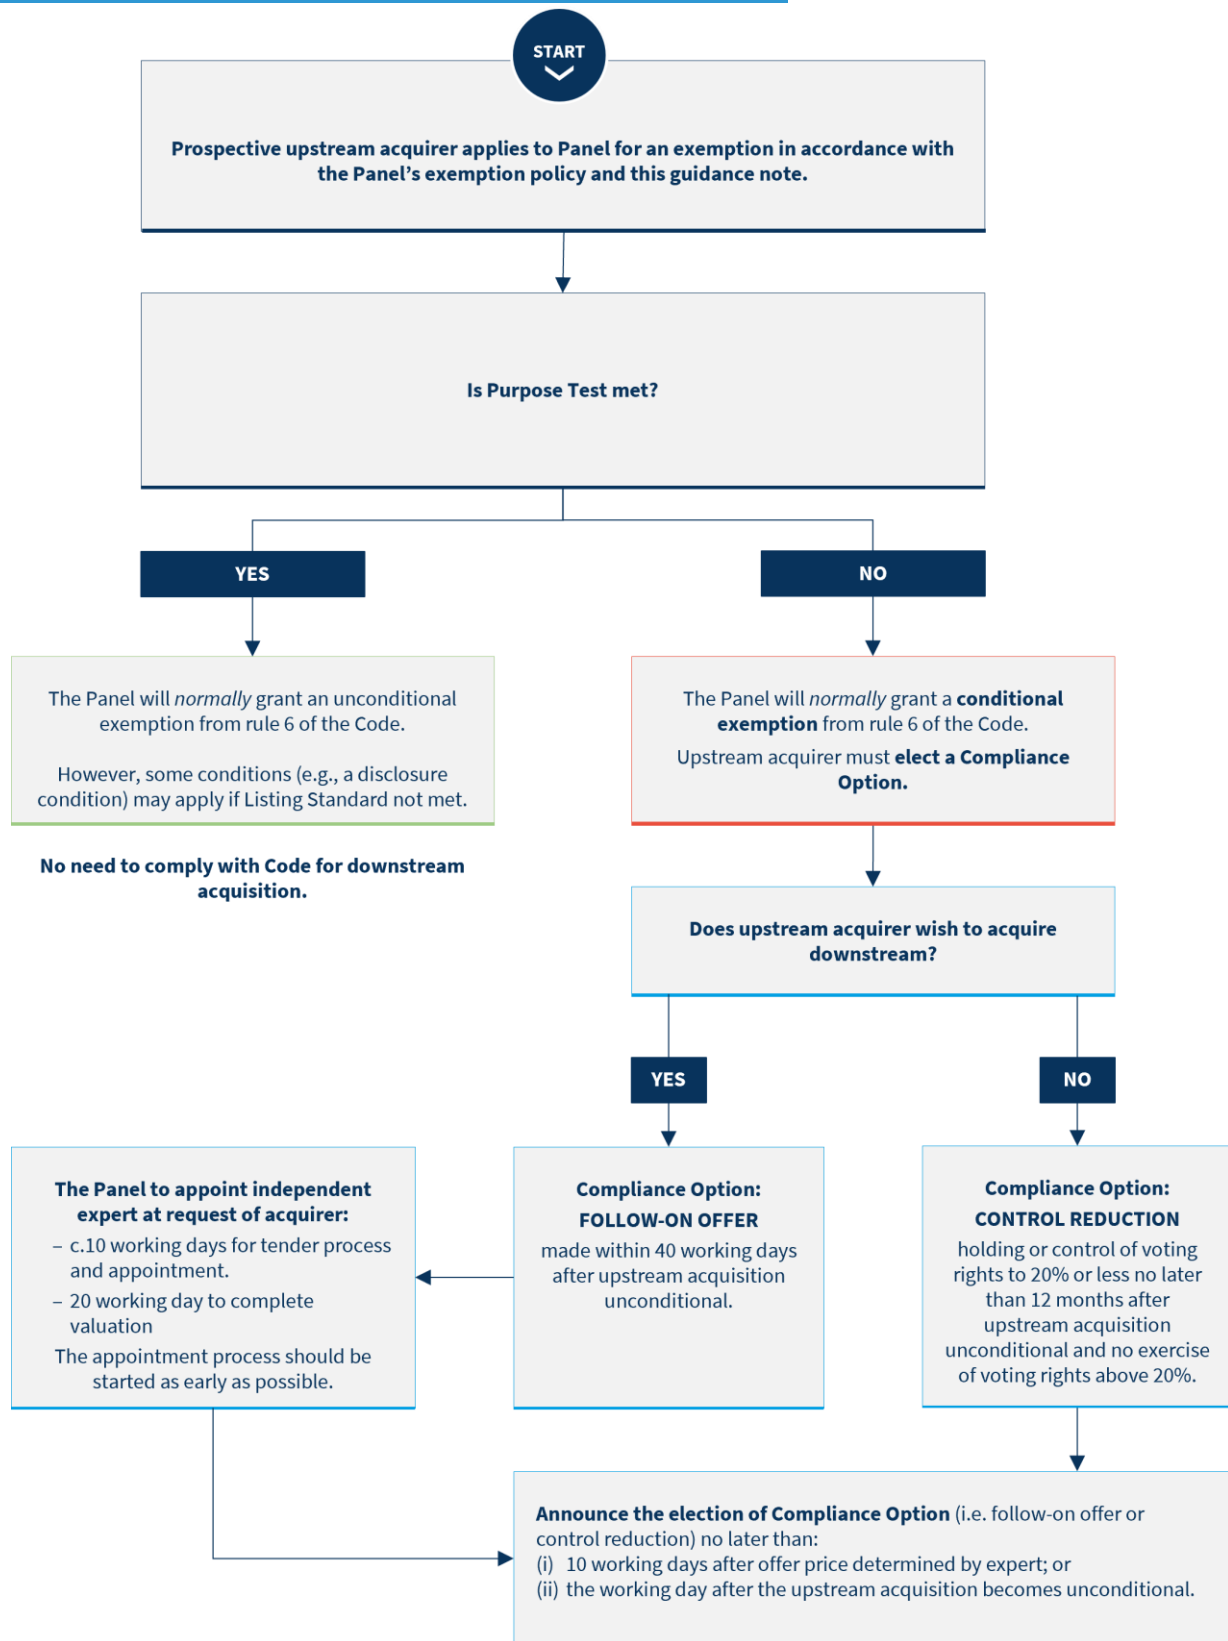 START
Prospective upstream acquirer applies to Panel for an exemption in accordance with
the Panel's exemption policy and this guidance note.
Is Purpose Test met?
YES
NO
The Panel will normally grant an unconditional
exemption from rule 6 of the Code.
However, some conditions (e.g., a disclosure
condition) may apply if Listing Standard not met.
No need to comply with Code for downstream
acquisition.
The Panel will normally grant a conditional
exemption from rule 6 of the Code.
Upstream acquirer must elect a Compliance
Option.
Does upstream acquirer wish to acquire
downstream?
YES
NO
The Panel to appoint independent
expert at request of acquirer:
– c.10 working days for tender process
and appointment.
– 20 working day to complete
valuation
The appointment process should be
started as early as possible.
Compliance Option:
FOLLOW-ON OFFER
made within 40 working days
after upstream acquisition
unconditional.
Compliance Option:
CONTROL REDUCTION
holding or control of voting
rights to 20% or less no later
than 12 months after
upstream acquisition
unconditional and no exercise
of voting rights above 20%.
Announce the election of Compliance Option (i.e. follow-on offer or
control reduction) no later than:
(i) 10 working days after offer price determined by expert; or
(ii) the working day after the upstream acquisition becomes unconditional.